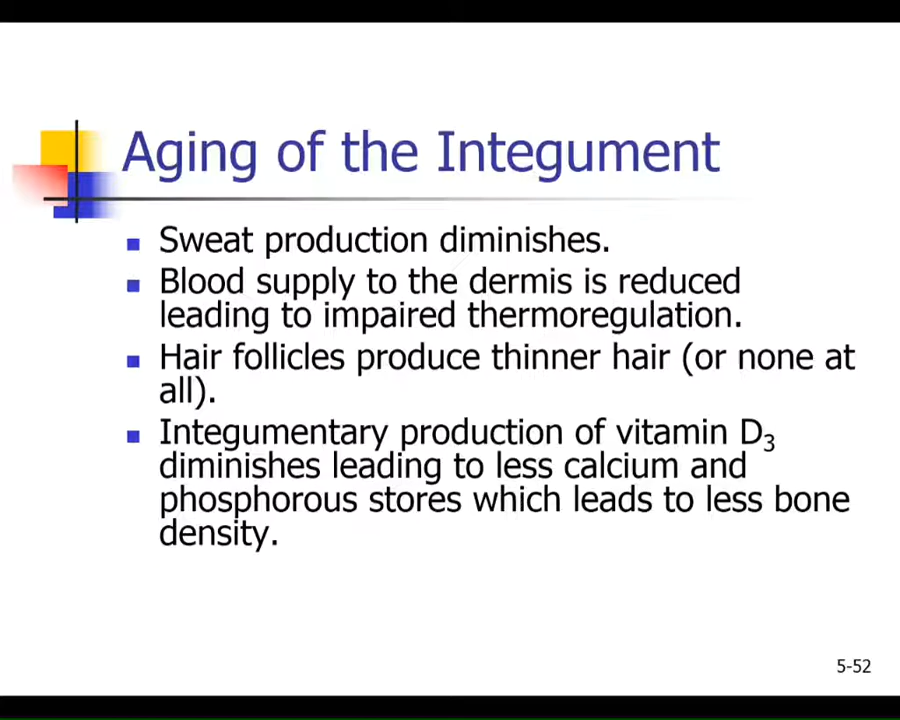 Aging of the Integument
Sweat production diminishes.
Blood supply to the dermis is reduced
leading to impaired thermoregulation.
Hair follicles produce thinner hair (or none at
all).
Integumentary production of vitamin D₃
diminishes leading to less calcium and
phosphorous stores which leads to less bone
density.
5-52